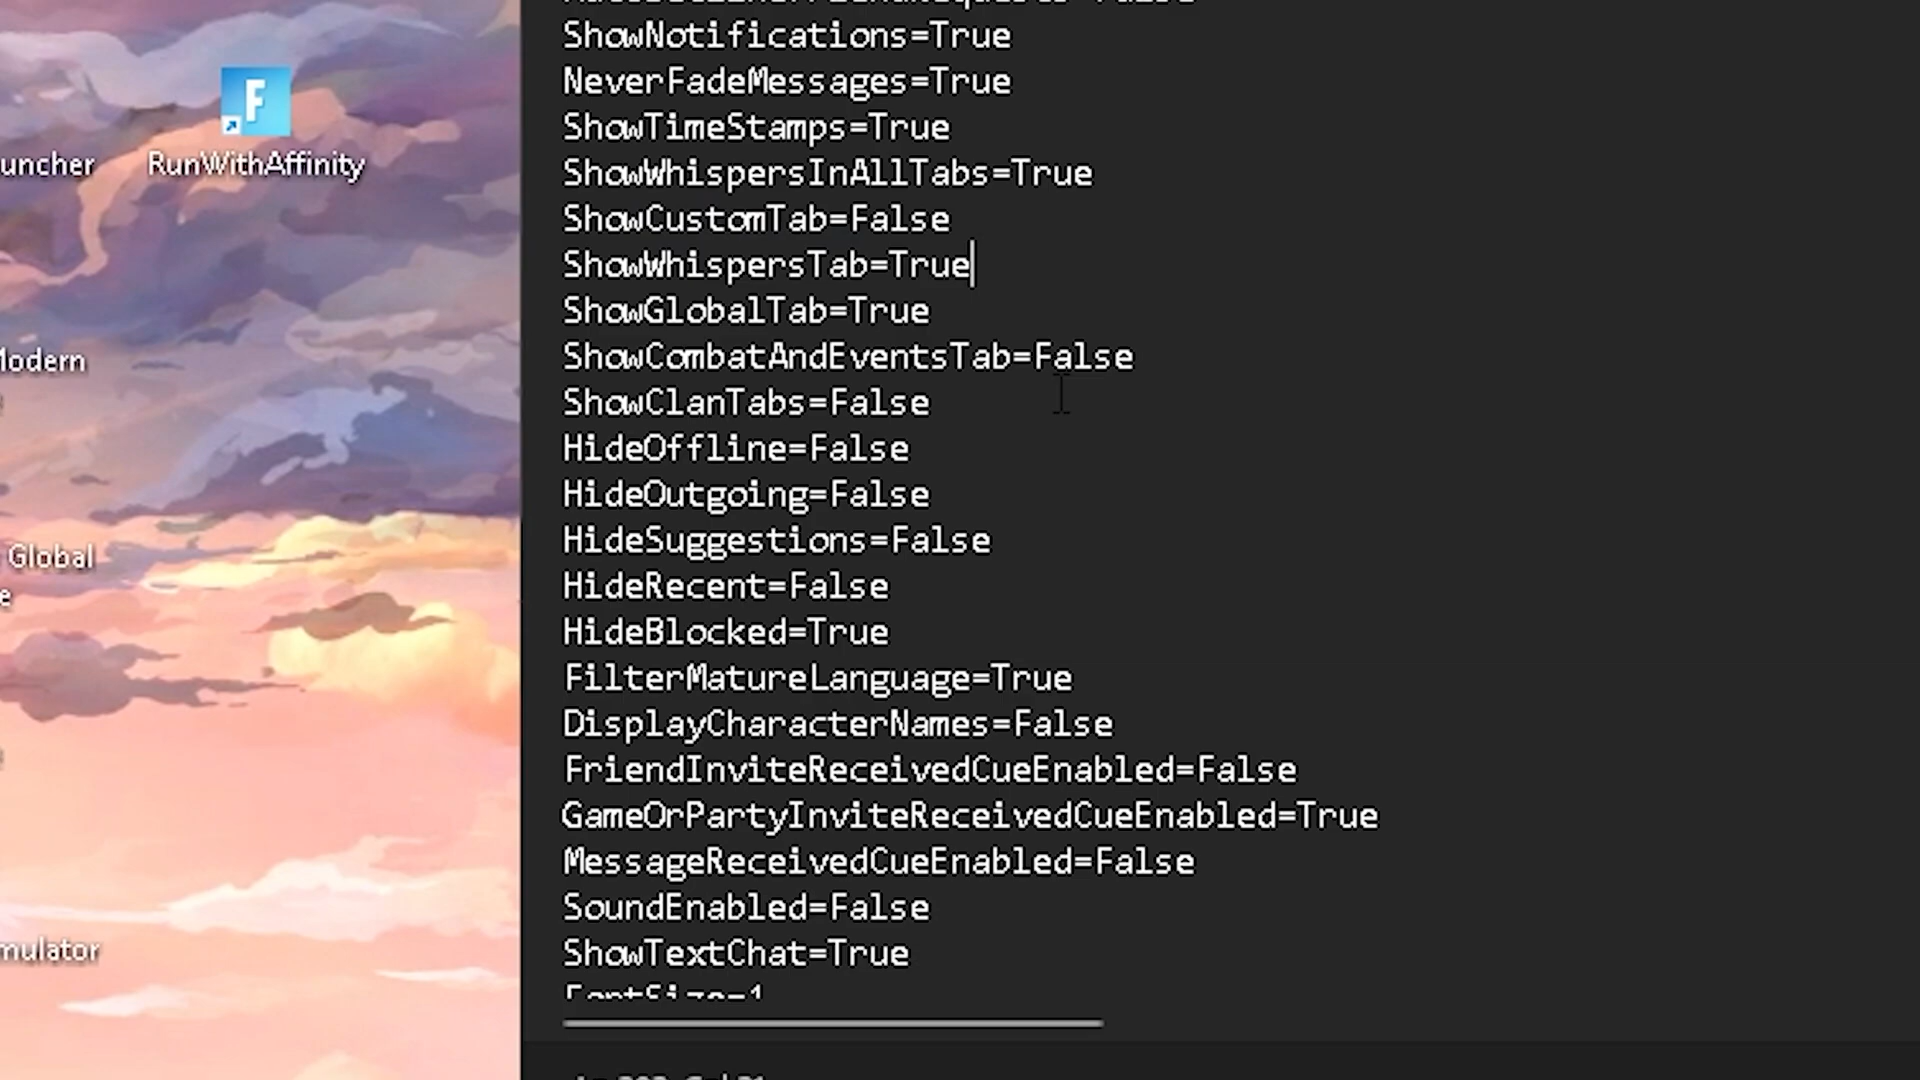 F
uncher
RunWithAffinity
Modern
Global
e
mulator
ShowNotifications=True
NeverFadeMessages=True
ShowTimeStamps=True
ShowWhispersInAllTabs=True
ShowCustomTab=False
ShowWhispersTab=True
ShowGlobalTab=True
ShowCombatAndEventsTab=False
ShowClanTabs=False
HideOffline=False
HideOutgoing=False
HideSuggestions=False
HideRecent=False
HideBlocked=True
FilterMatureLanguage=True
DisplayCharacterNames=False
FriendInviteReceivedCueEnabled=False
GameOrPartyInviteReceivedCueEnabled=True
MessageReceivedCueEnabled=False
SoundEnabled=False
ShowTextChat=True
FontSize=1